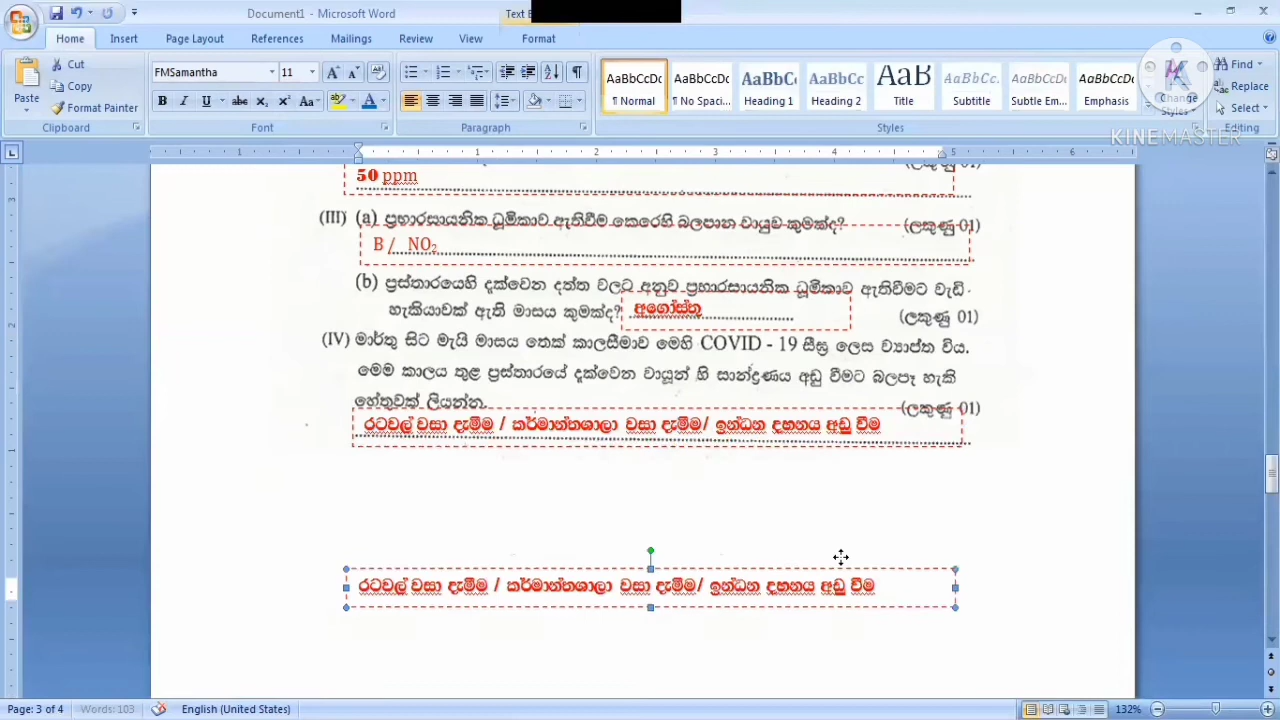 Document1 - Microsoft Word
Text B
Home Insert Page Layout References Mailings Review View Format
Paste
Cut
Copy
Format Painter
FMSamantha 11
AaBbCcDc AaBbCcDc AaBbC AaBbCc AaB AaBbCc. AaBbCcDc AaBbCcDc
¶ Normal ¶ No Spaci... Heading 1 Heading 2 Title Subtitle Subtle Em... Emphasis
Change Styles
Find
Replace
Select
Clipboard Font Paragraph Styles Editing
KINEMASTER
50 ppm
(III) (a) ප්‍රභාරසායනික ධූමිකාව ඇතිවීම කෙරෙහි බලපාන වායුව කුමක්ද? (ලකුණු 01)
B / NO₂
(b) ප්‍රස්තාරයෙහි දැක්වෙන දත්ත වලට අනුව ප්‍රභාරසායනික ධූමිකාව ඇතිවීමට වැඩි
හැකියාවක් ඇති මාසය කුමක්ද? අගෝස්තු (ලකුණු 01)
(IV) මාර්තු සිට මැයි මාසය තෙක් කාලසීමාව මෙහි COVID - 19 සීඝ්‍ර ලෙස ව්‍යාප්ත විය.
මෙම කාලය තුළ ප්‍රස්තාරයේ දැක්වෙන වායූන් හි සාන්ද්‍රණය අඩු වීමට බලපෑ හැකි
හේතුවක් ලියන්න. (ලකුණු 01)
රටවල් වසා දැමීම / කර්මාන්තශාලා වසා දැමීම/ ඉන්ධන දහනය අඩු වීම
රටවල් වසා දැමීම / කර්මාන්තශාලා වසා දැමීම/ ඉන්ධන දහනය අඩු වීම
Page: 3 of 4 Words: 103 English (United States) 132%